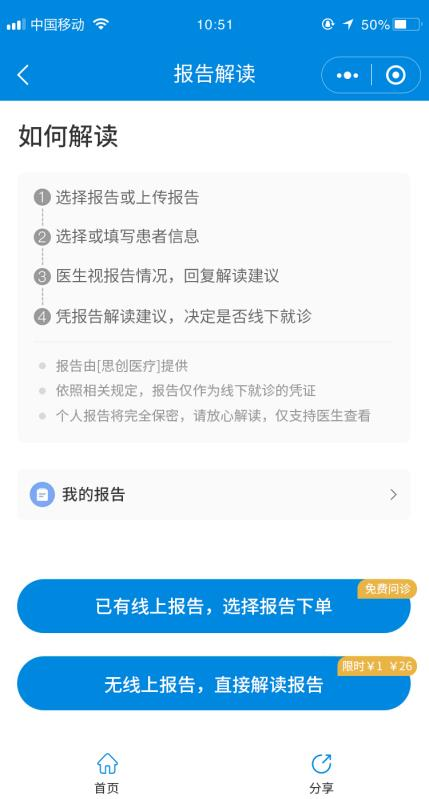 中国移动 10:51 50%
报告解读
如何解读
1 选择报告或上传报告
2 选择或填写患者信息
3 医生视报告情况，回复解读建议
4 凭报告解读建议，决定是否线下就诊
报告由[思创医疗]提供
依照相关规定，报告仅作为线下就诊的凭证
个人报告将完全保密，请放心解读，仅支持医生查看
我的报告
免费问诊
已有线上报告，选择报告下单
限时￥1 ￥26
无线上报告，直接解读报告
首页 分享